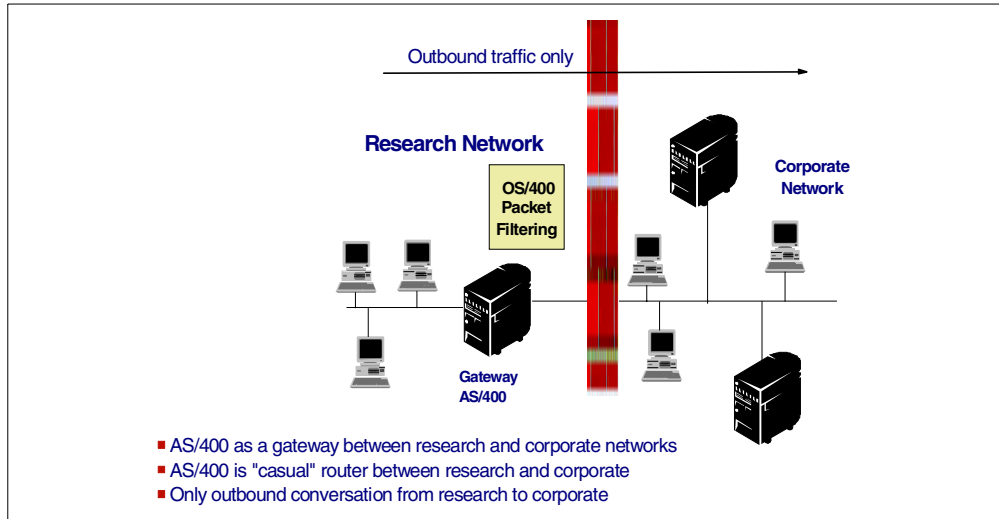 Outbound traffic only
Research Network
Corporate
Network
OS/400
Packet
Filtering
Gateway
AS/400
AS/400 as a gateway between research and corporate networks
AS/400 is "casual" router between research and corporate
Only outbound conversation from research to corporate